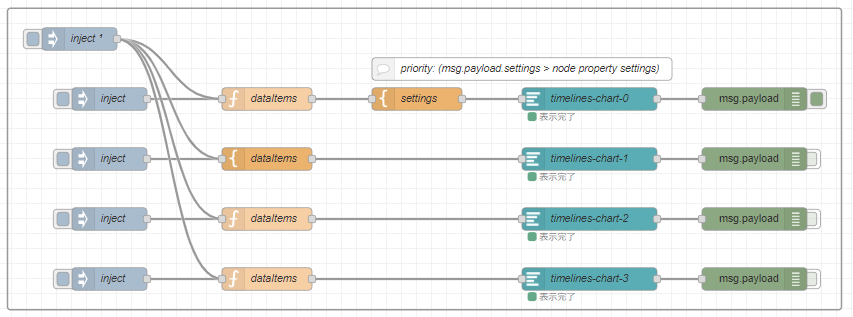 inject ¹
priority: (msg.payload.settings > node property settings)
inject
dataItems
settings
timelines-chart-0
msg.payload
表示完了
inject
dataItems
timelines-chart-1
msg.payload
表示完了
inject
dataItems
timelines-chart-2
msg.payload
表示完了
inject
dataItems
timelines-chart-3
msg.payload
表示完了